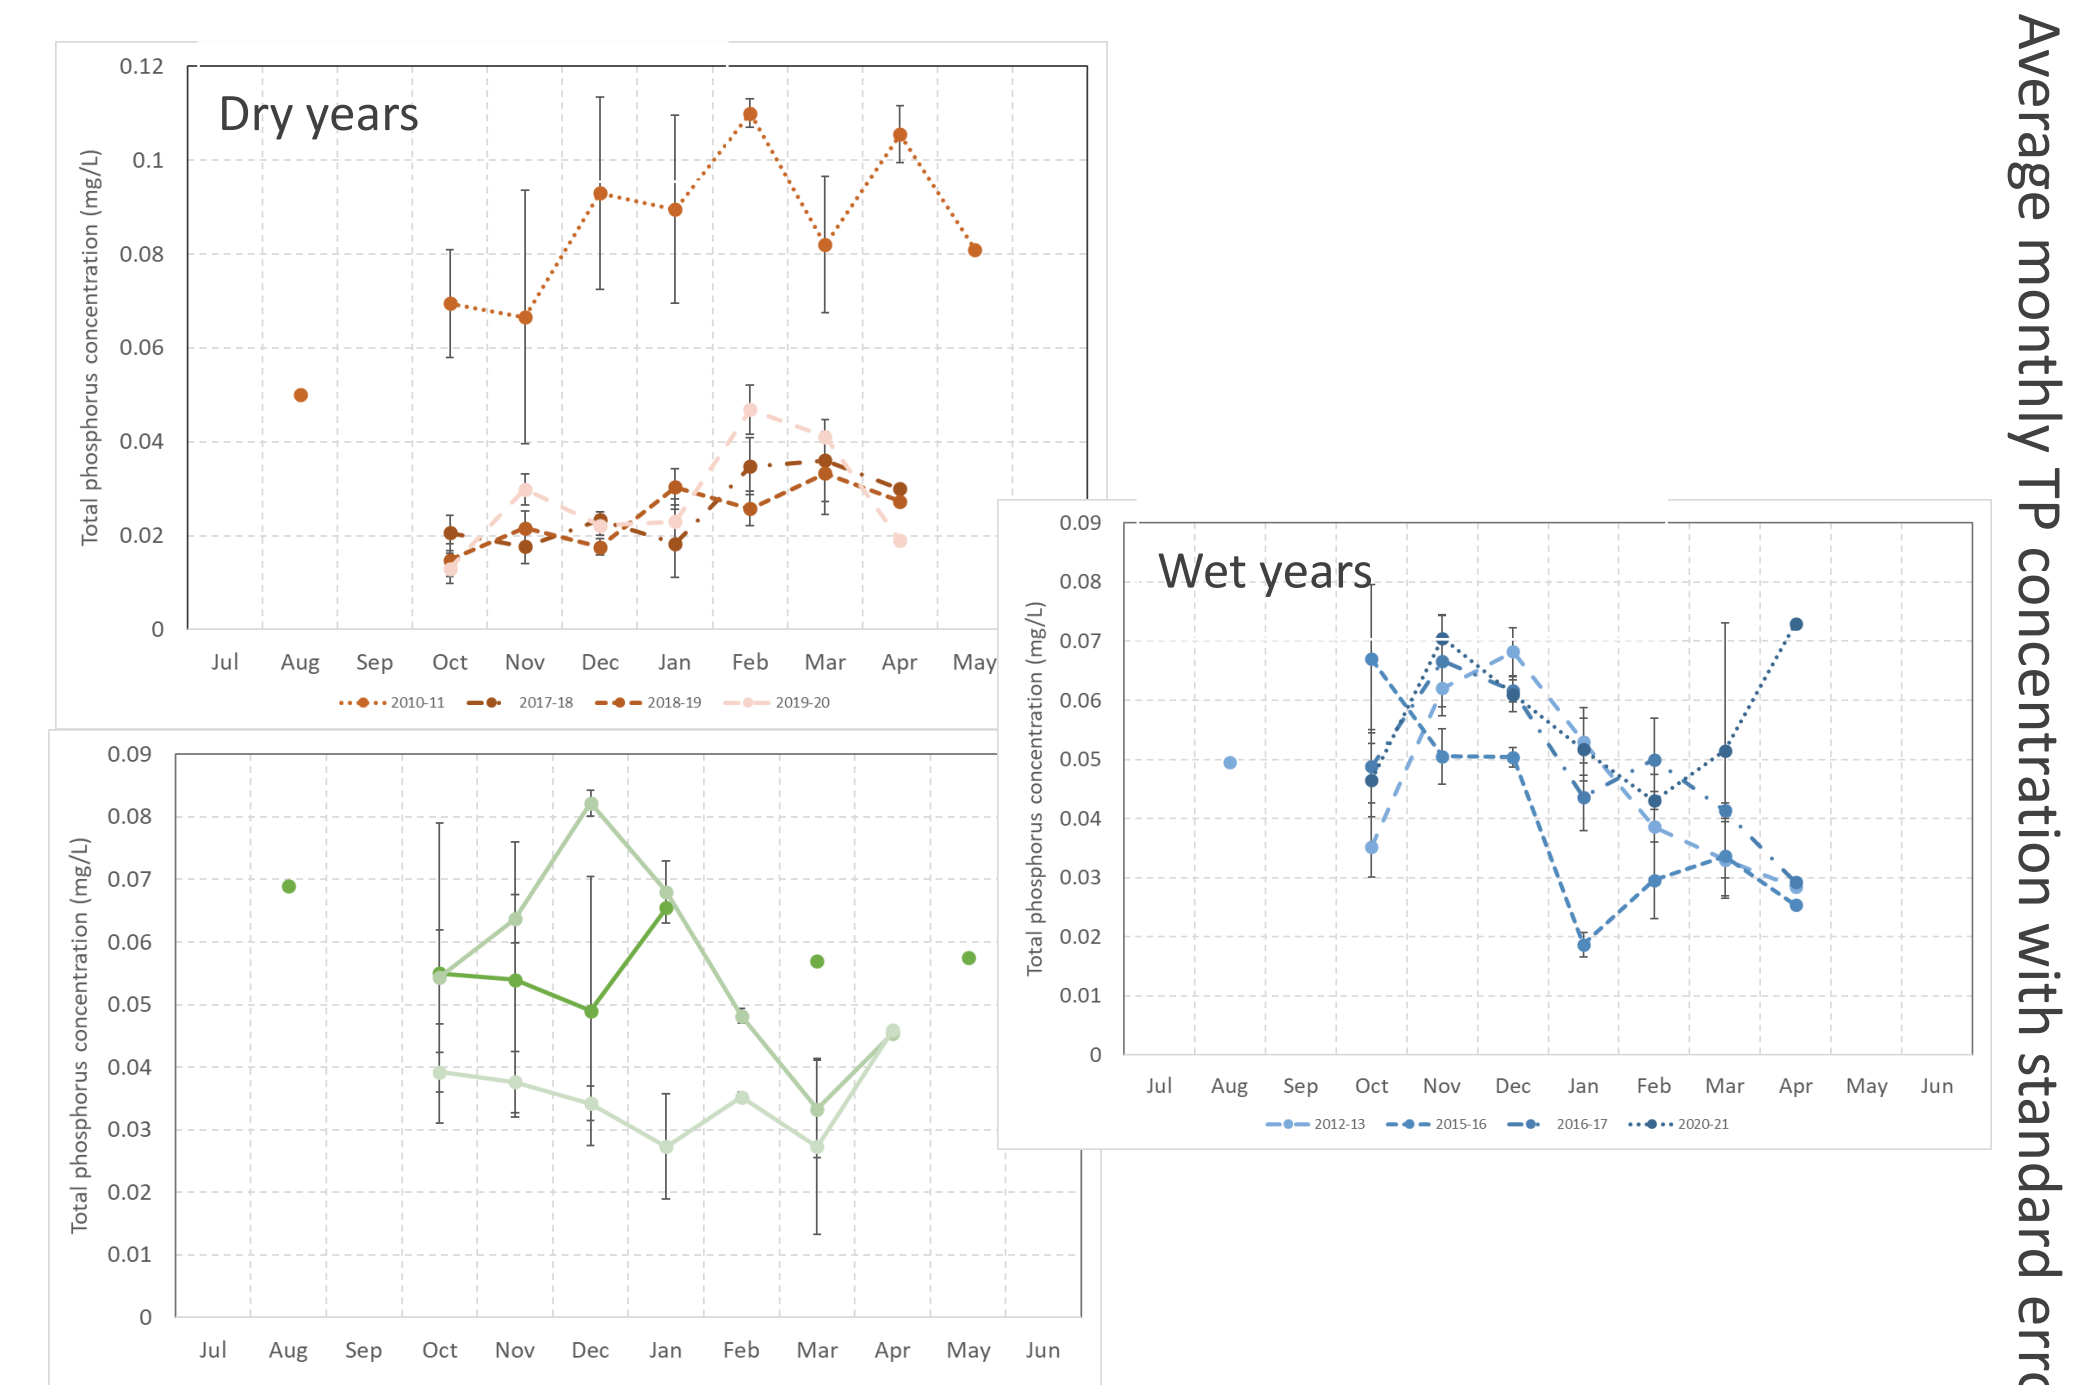 Average monthly TP concentration with standard erro
Dry years
Total phosphorus concentration (mg/L)
0.12
0.1
0.08
0.06
0.04
0.02
0
Jul Aug Sep Oct Nov Dec Jan Feb Mar Apr May
2010-11 2017-18 2018-19 2019-20
Wet years
Total phosphorus concentration (mg/L)
0.09
0.08
0.07
0.06
0.05
0.04
0.03
0.02
0.01
0
Jul Aug Sep Oct Nov Dec Jan Feb Mar Apr May Jun
2012-13 2015-16 2016-17 2020-21
Total phosphorus concentration (mg/L)
0.09
0.08
0.07
0.06
0.05
0.04
0.03
0.02
0.01
0
Jul Aug Sep Oct Nov Dec Jan Feb Mar Apr May Jun